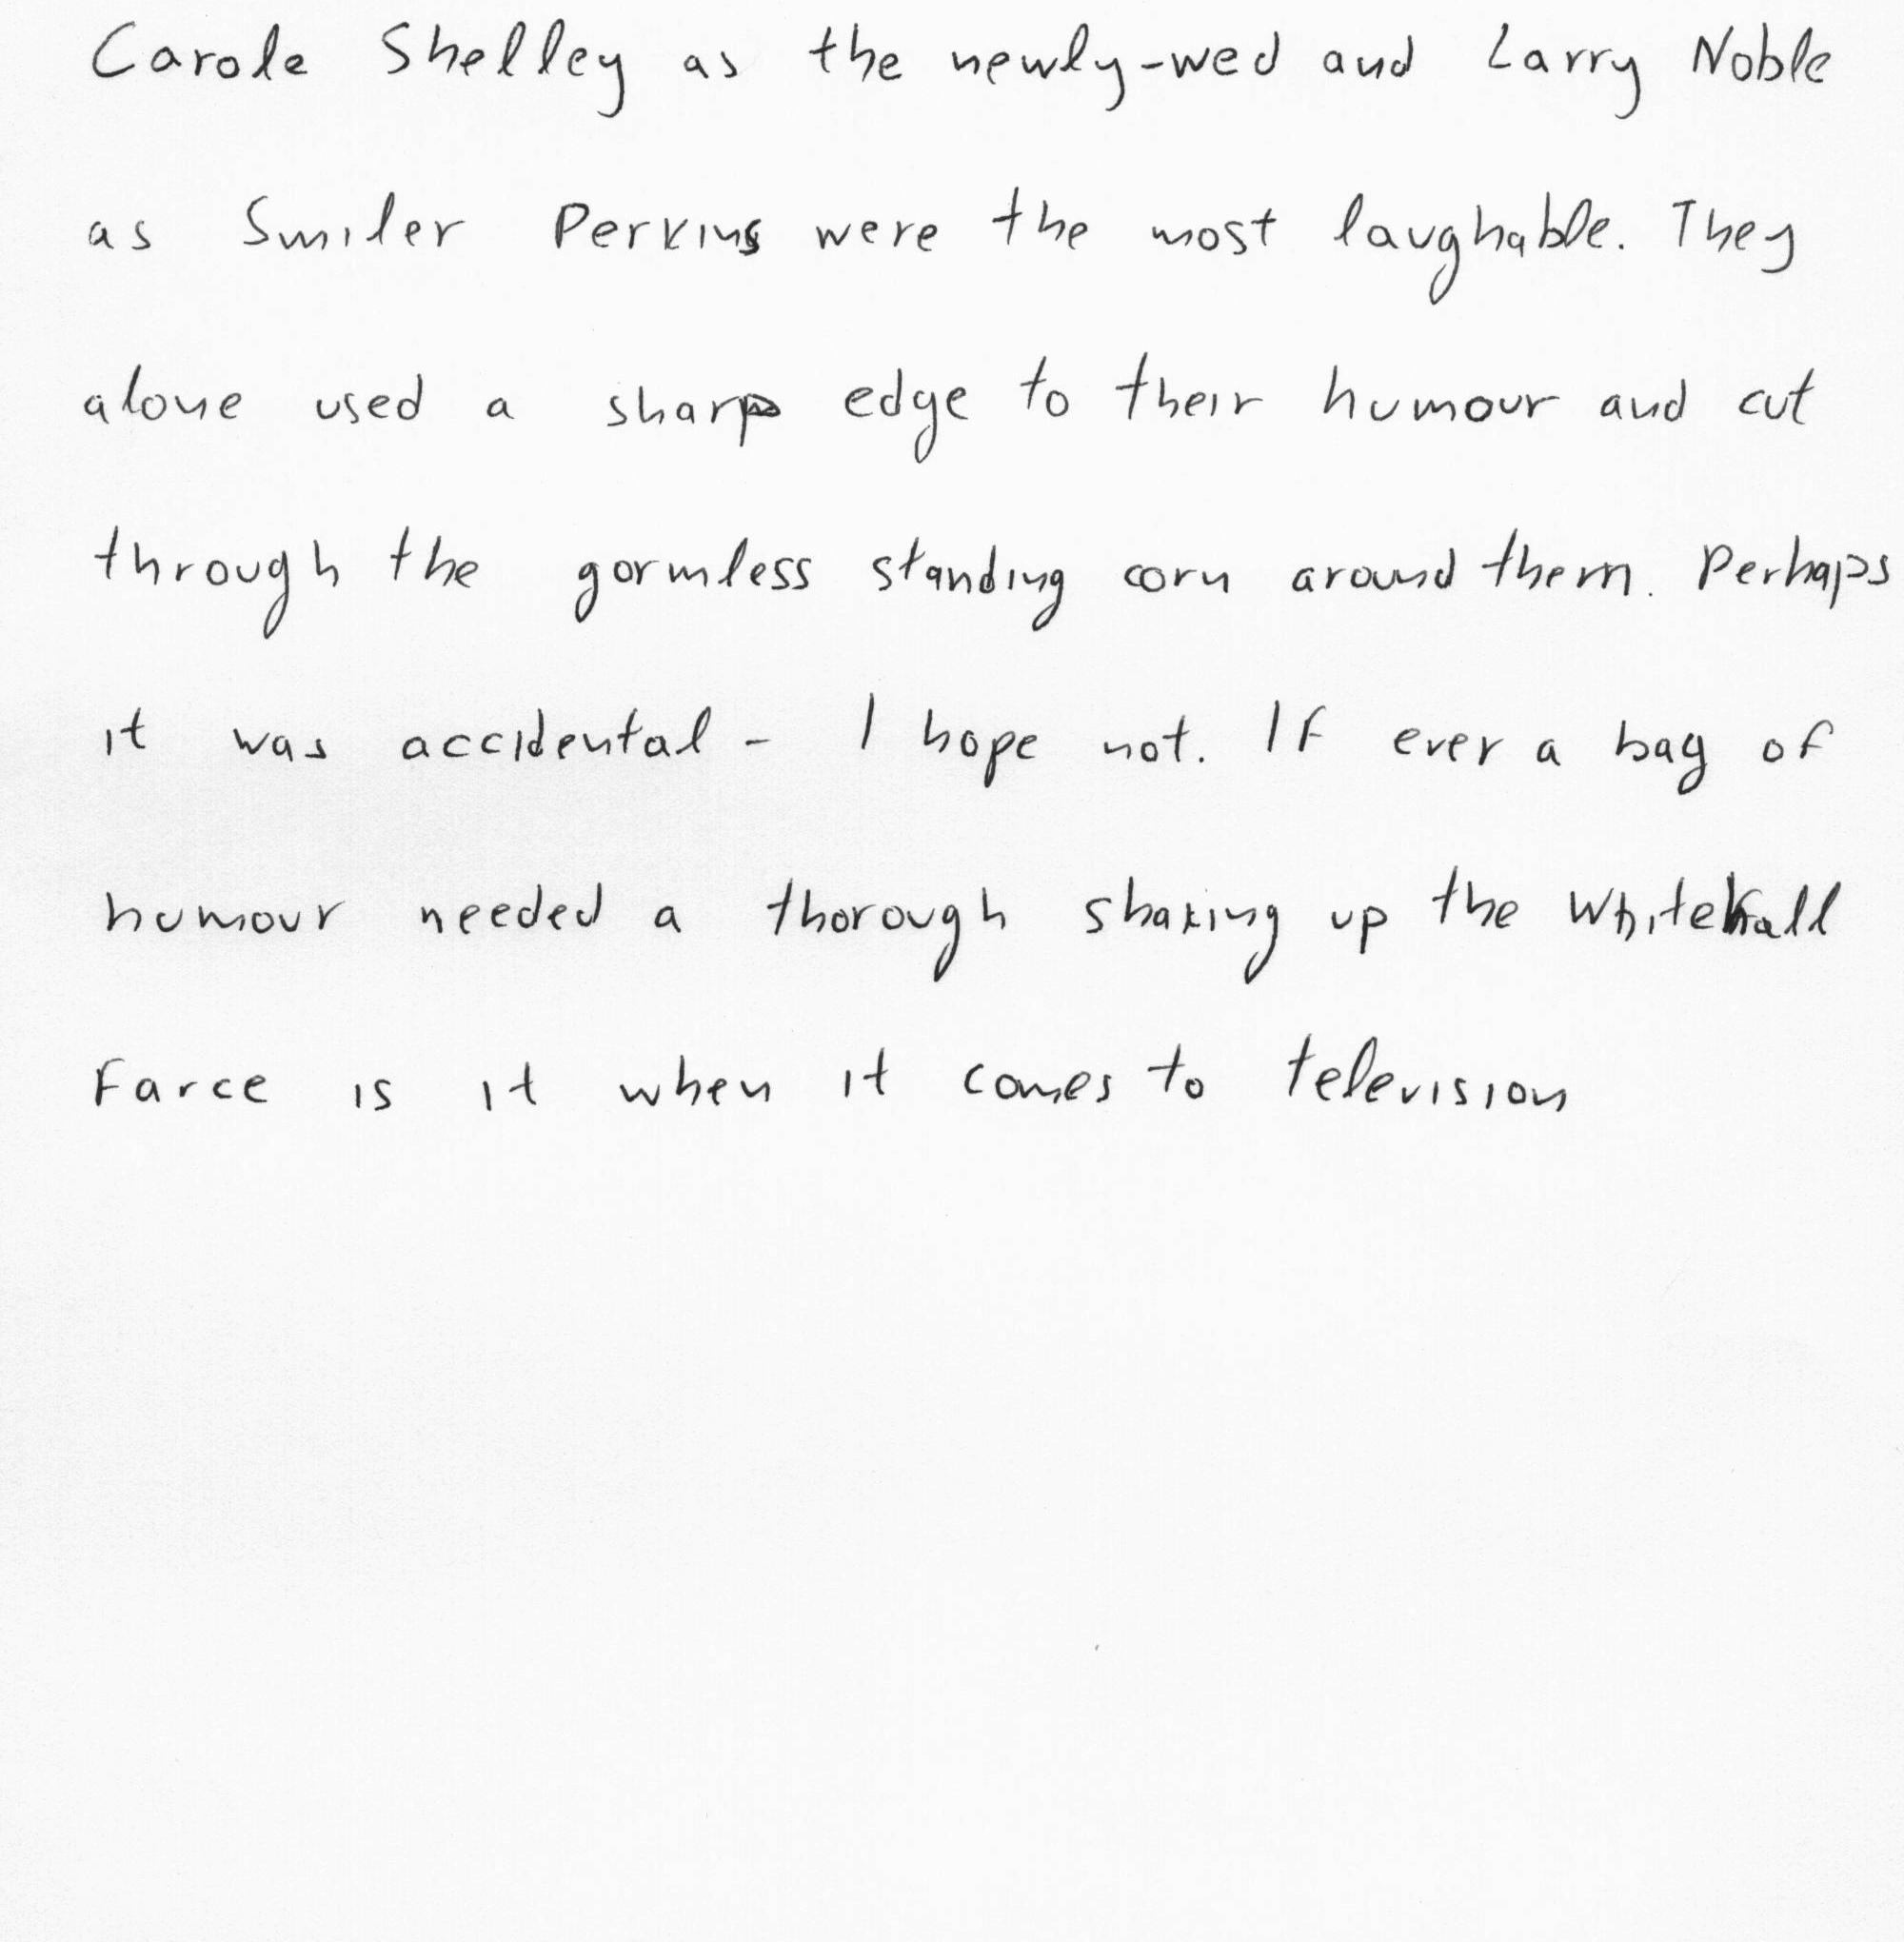 Carole Shelley as the newly-wed and Larry Noble
as Smiler Perkins were the most laughable. They
alone used a sharp edge to their humour and cut
through the gormless standing corn around them. Perhaps
it was accidental - I hope not. If ever a bag of
humour needed a thorough shaking up the Whitehall
Farce is it when it comes to television